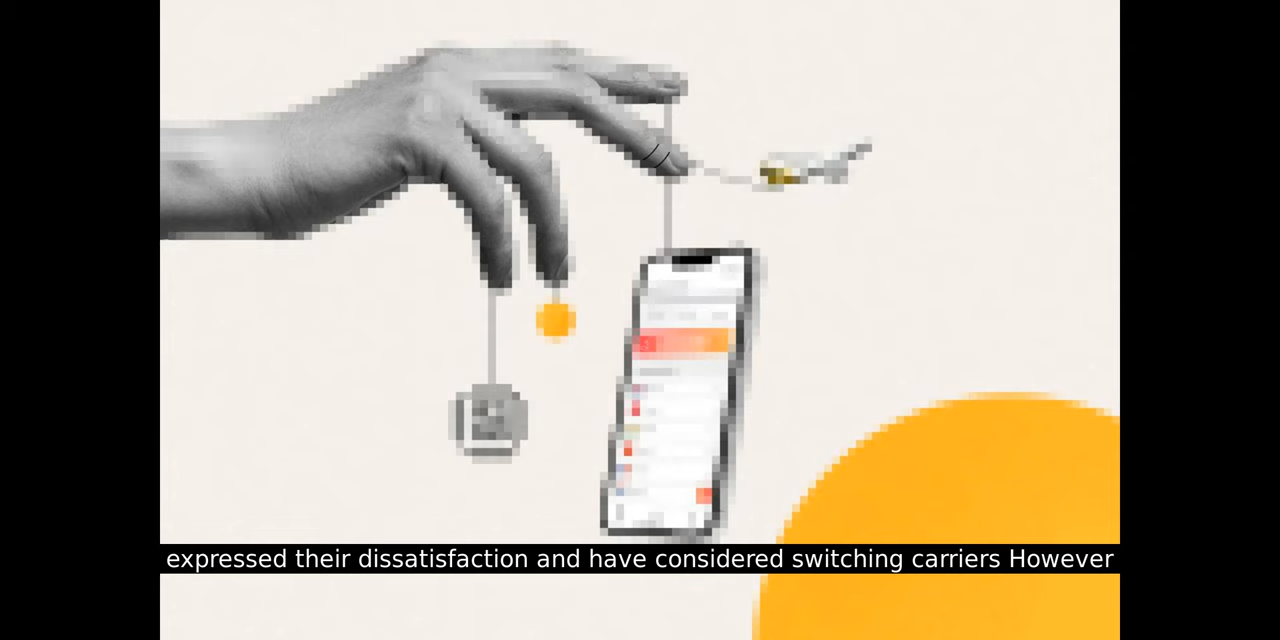 expressed their dissatisfaction and have considered switching carriers However